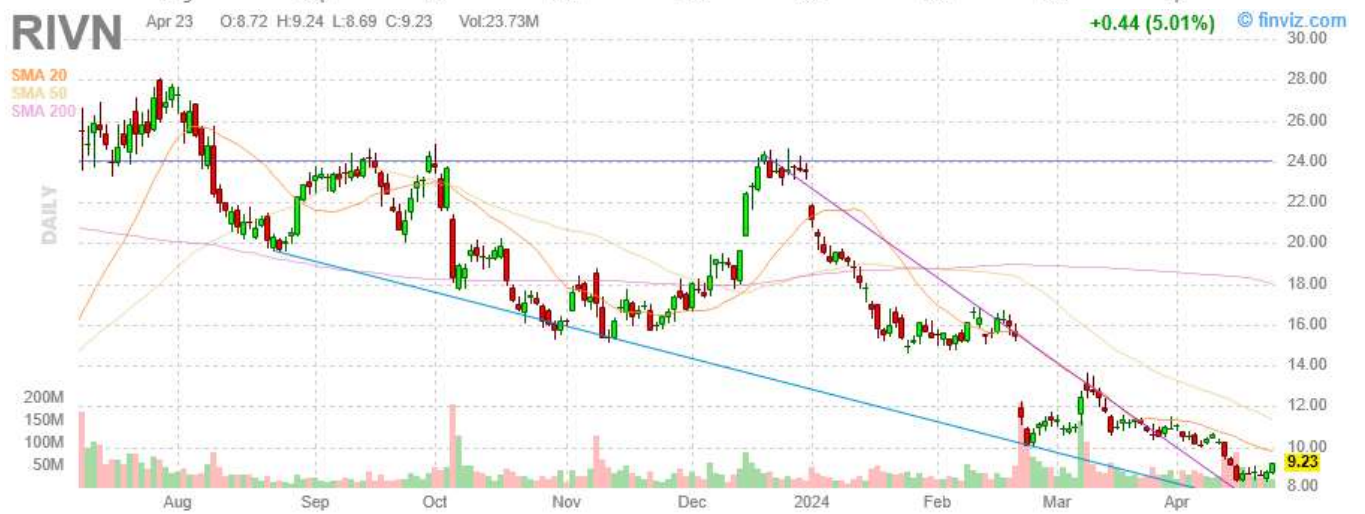 RIVN Apr 23 O:8.72 H:9.24 L:8.69 C:9.23 Vol:23.73M +0.44 (5.01%) © finviz.com
SMA 20
SMA 50
SMA 200
DAILY
30.00
28.00
26.00
24.00
22.00
20.00
18.00
16.00
14.00
12.00
10.00
9.23
8.00
200M
150M
100M
50M
Aug Sep Oct Nov Dec 2024 Feb Mar Apr